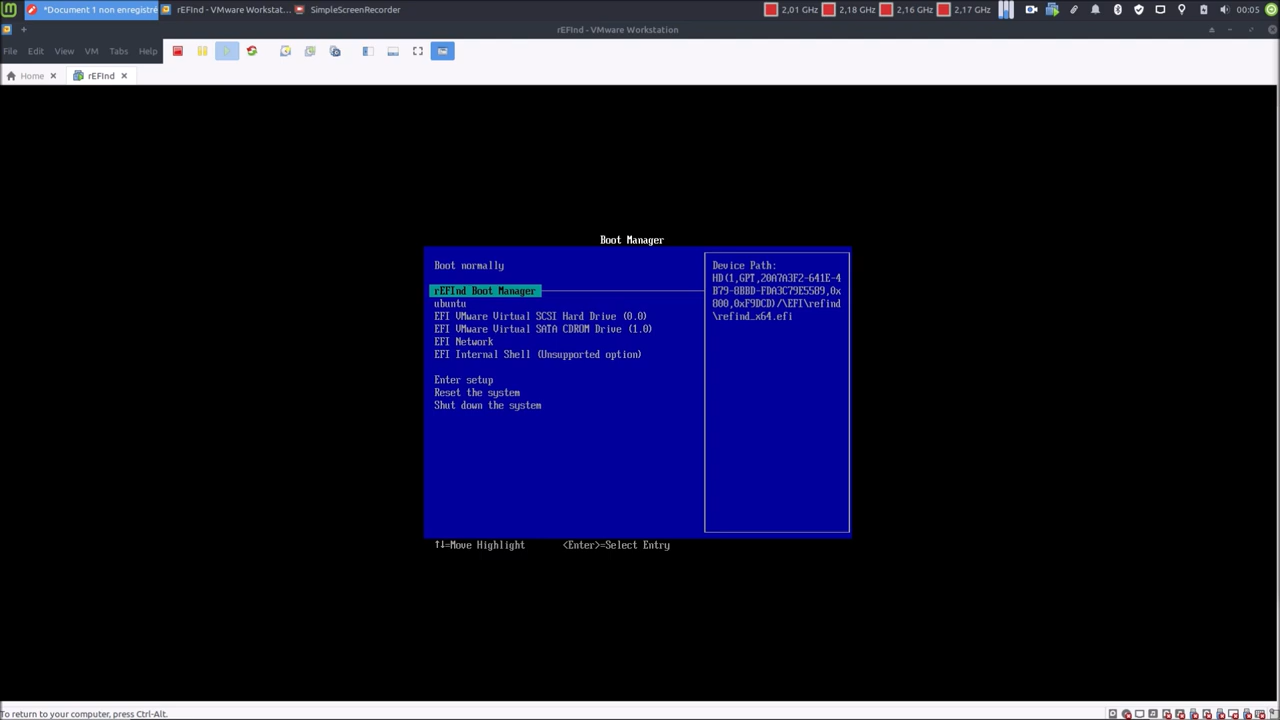 *Document 1 non enregistré
rEFInd - VMware Workstat...
SimpleScreenRecorder
2,01 GHz
2,18 GHz
2,16 GHz
2,17 GHz
00:05
rEFInd - VMware Workstation
File Edit View VM Tabs Help
Home
rEFInd
Boot Manager
Boot normally
rEFInd Boot Manager
ubuntu
EFI VMware Virtual SCSI Hard Drive (0.0)
EFI VMware Virtual SATA CDROM Drive (1.0)
EFI Network
EFI Internal Shell (Unsupported option)
Enter setup
Reset the system
Shut down the system
Device Path:
HD(1,GPT,20A7A3F2-641E-4
B79-8BBD-FDA3C79E5589,0x
800,0xF9DCD)/\EFI\refind
\refind_x64.efi
↑↓=Move Highlight
<Enter>=Select Entry
To return to your computer, press Ctrl-Alt.